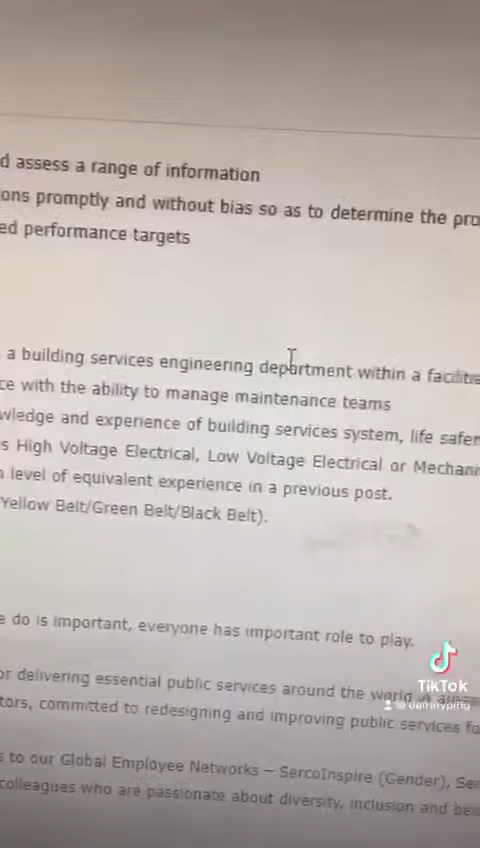 d assess a range of information
ons promptly and without bias so as to determine the pro
ed performance targets
a building services engineering department within a facilitie
ce with the ability to manage maintenance teams
wledge and experience of building services system, life safe
s High Voltage Electrical, Low Voltage Electrical or Mechani
level of equivalent experience in a previous post.
Yellow Belt/Green Belt/Black Belt).
e do is important, everyone has important role to play.
or delivering essential public services around the world
tors, committed to redesigning and improving public services fo
s to our Global Employee Networks – SercoInspire (Gender), Se
colleagues who are passionate about diversity, inclusion and be
TikTok